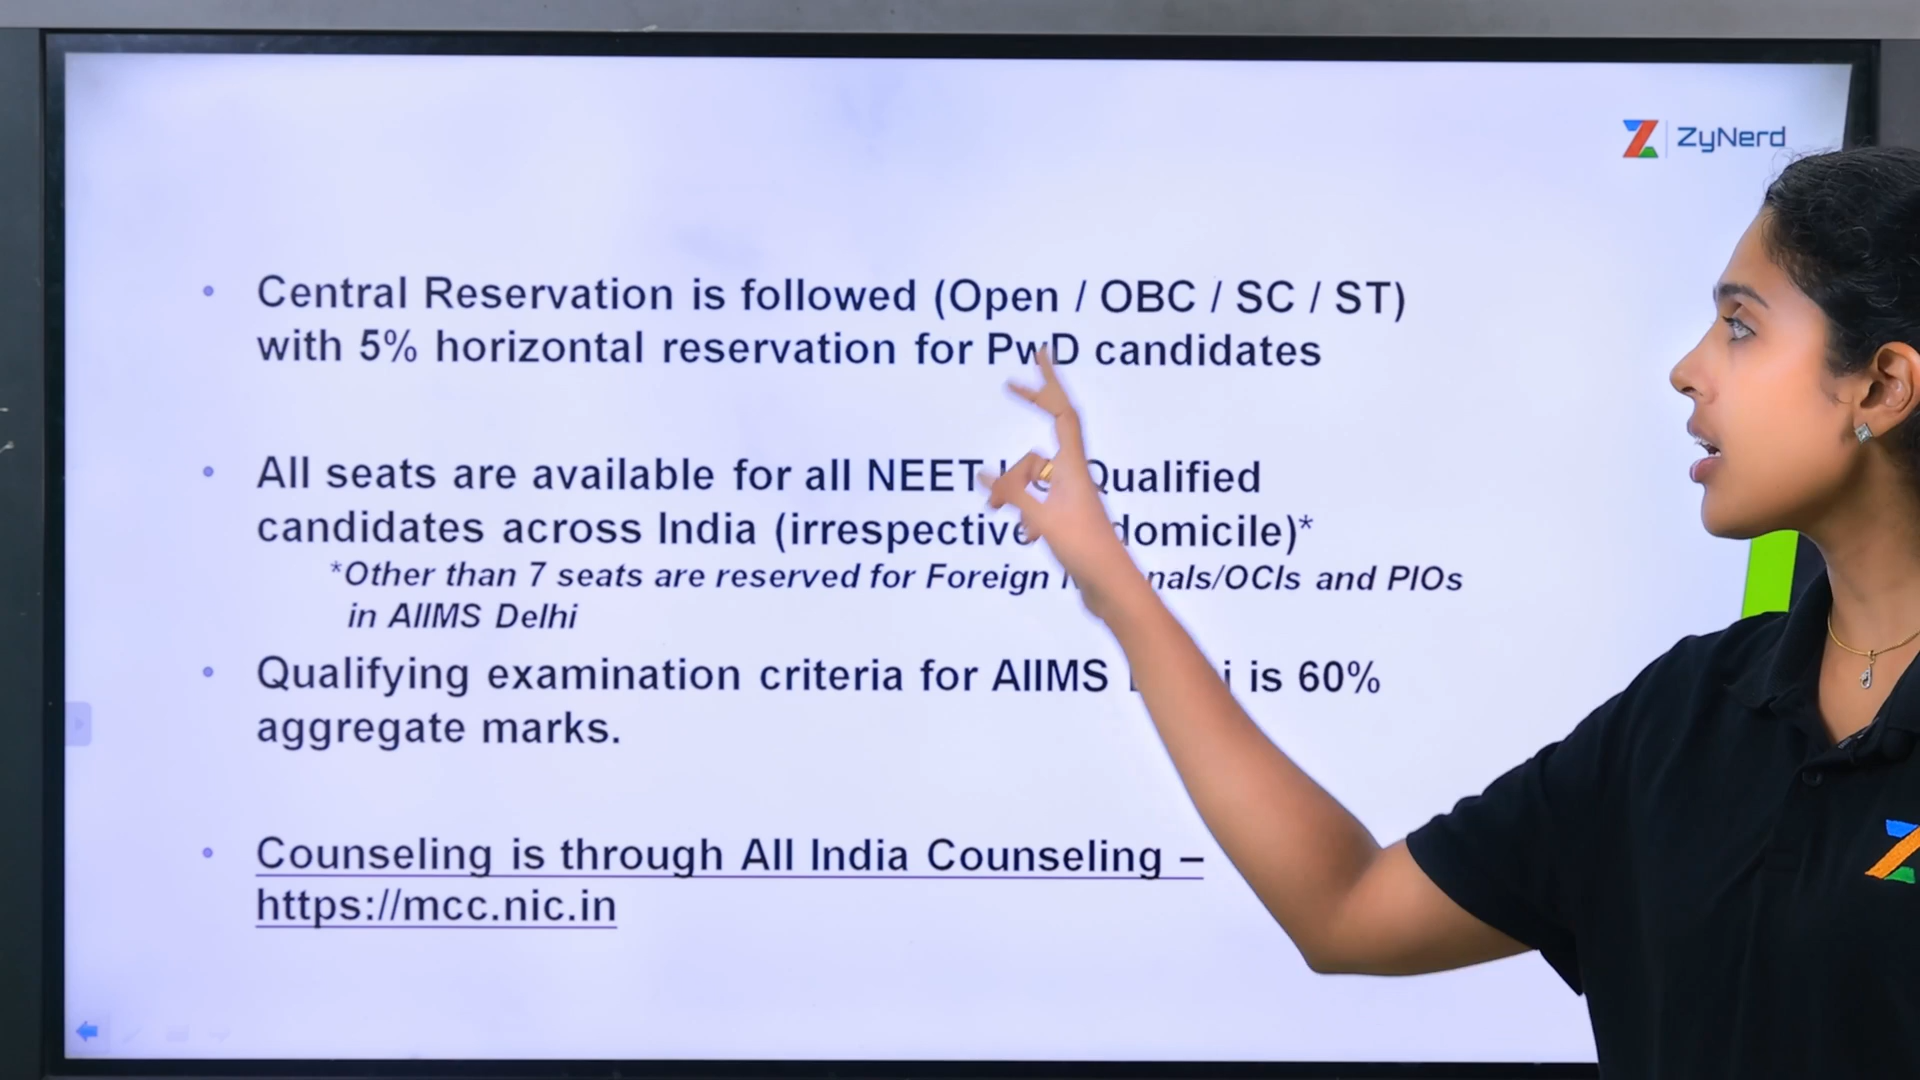 ZyNerd
• Central Reservation is followed (Open / OBC / SC / ST)
with 5% horizontal reservation for PwD candidates
• All seats are available for all NEET Qualified
candidates across India (irrespective domicile)*
*Other than 7 seats are reserved for Foreign /OCIs and PIOs
in AIIMS Delhi
• Qualifying examination criteria for AIIMS is 60%
aggregate marks.
• Counseling is through All India Counseling –
https://mcc.nic.in